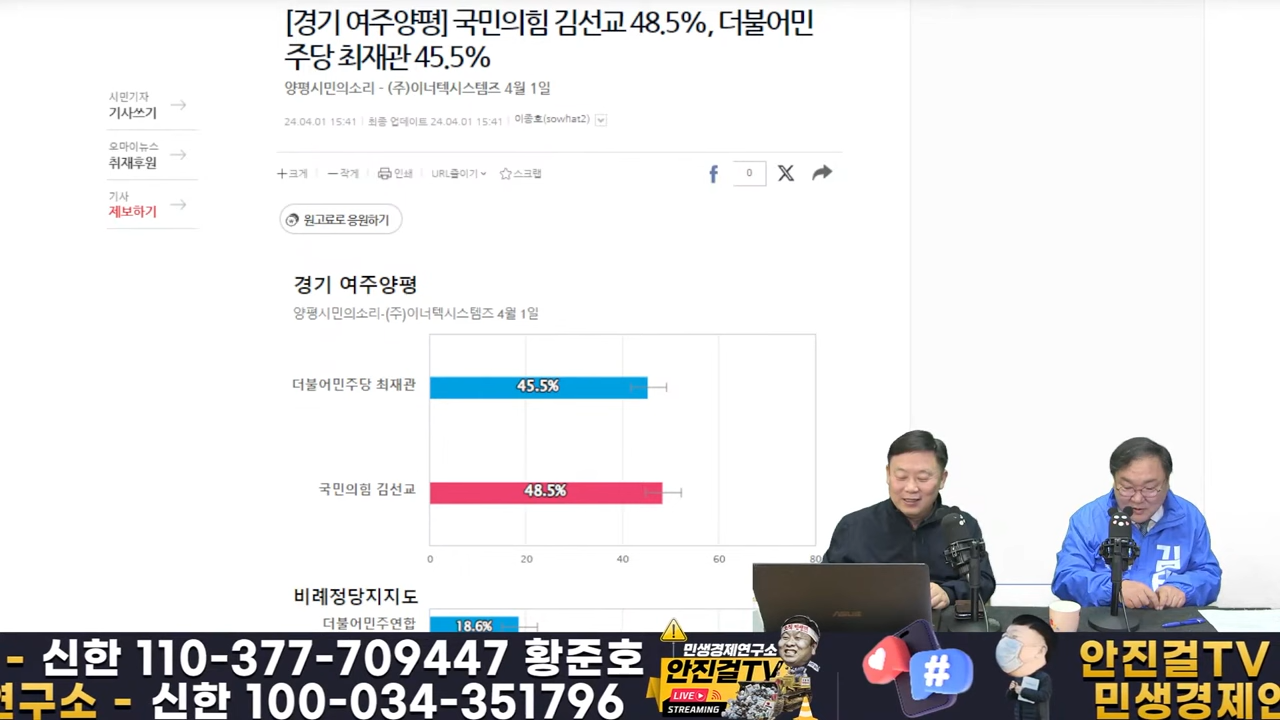 [경기 여주양평] 국민의힘 김선교 48.5%, 더불어민
주당 최재관 45.5%
양평시민의소리 - (주)이너텍시스템즈 4월 1일
24.04.01 15:41 | 최종 업데이트 24.04.01 15:41 | 이종호(sowhat2)
시민기자
기사쓰기
오마이뉴스
취재후원
기사
제보하기
+크게 —작게 인쇄 URL줄이기 ☆스크랩
f 0 X
원고료로 응원하기
경기 여주양평
양평시민의소리-(주)이너텍시스템즈 4월 1일
더불어민주당 최재관 45.5%
국민의힘 김선교 48.5%
0 20 40 60 80
비례정당지지도
더불어민주연합 18.6%
ASUS
김
- 신한 110-377-709447 황준호
연구소 - 신한 100-034-351796
민생경제연구소
안진걸TV
LIVE
STREAMING
#
안진걸TV
민생경제연